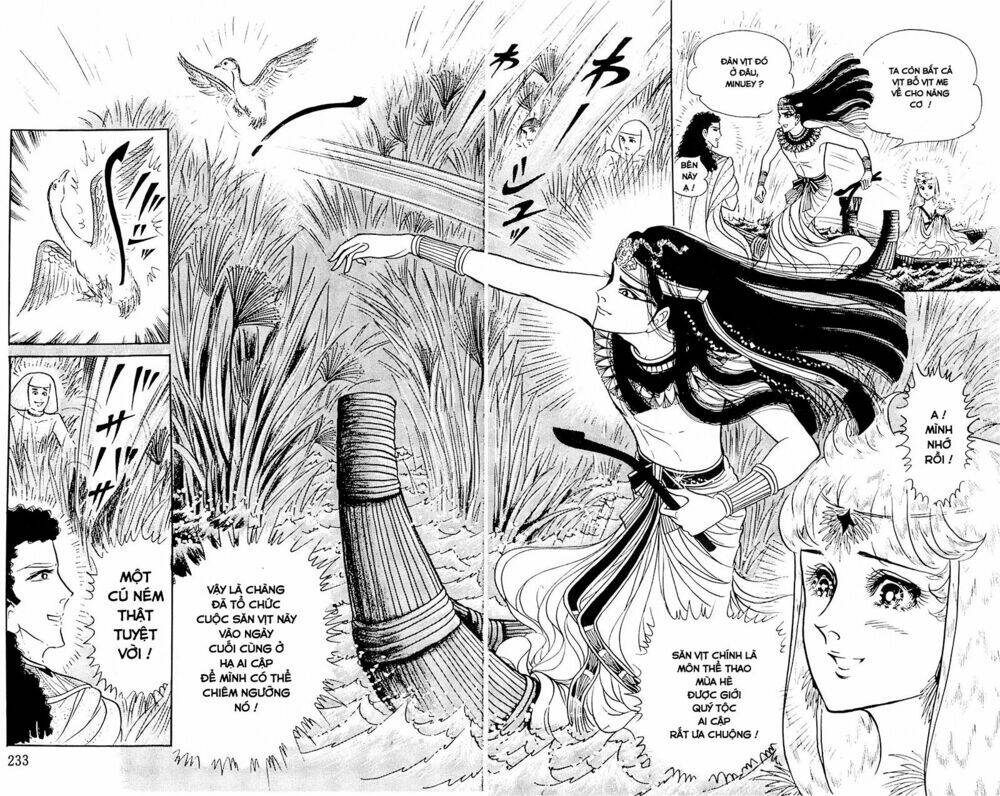 ĐÀN VỊT ĐÓ
Ở ĐÂU,
MINUEY ?
TA CÒN BẮT CẢ
VỊT BỐ VỊT MẸ
VỀ CHO NÀNG
CƠ !
BÊN
NÀY
Ạ !
A !
MÌNH
NHỚ
RỒI !
SĂN VỊT CHÍNH LÀ
MÔN THỂ THAO
MÙA HÈ
ĐƯỢC GIỚI
QUÝ TỘC
AI CẬP
RẤT ƯA CHUỘNG !
VẬY LÀ CHÀNG
ĐÃ TỔ CHỨC
CUỘC SĂN VỊT NÀY
VÀO NGÀY
CUỐI CÙNG Ở
HẠ AI CẬP
ĐỂ MÌNH CÓ THỂ
CHIÊM NGƯỠNG
NÓ !
MỘT
CÚ NÉM
THẬT
TUYỆT
VỜI !
233